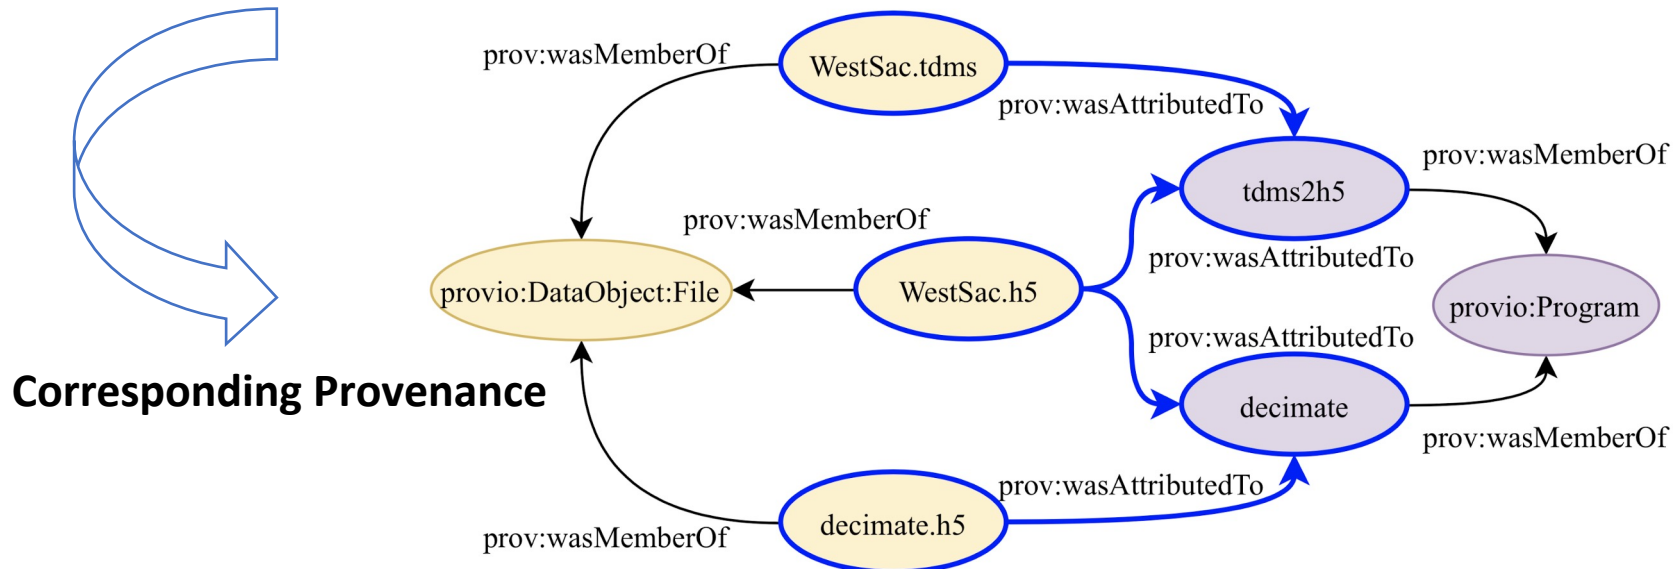 prov:wasMemberOf
WestSac.tdms
prov:wasAttributedTo
prov:wasMemberOf
tdms2h5
prov:wasMemberOf
prov:wasAttributedTo
provio:DataObject:File
WestSac.h5
provio:Program
prov:wasAttributedTo
Corresponding Provenance
decimate
prov:wasMemberOf
prov:wasAttributedTo
decimate.h5
prov:wasMemberOf